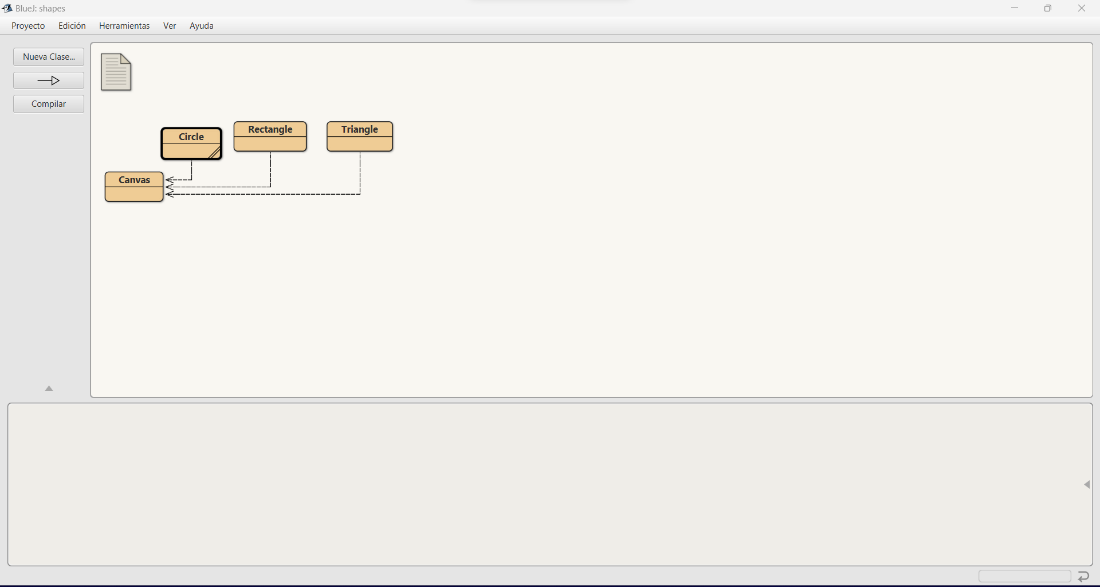 BlueJ: shapes
Proyecto Edición Herramientas Ver Ayuda
Nueva Clase...
Compilar
Circle
Rectangle
Triangle
Canvas